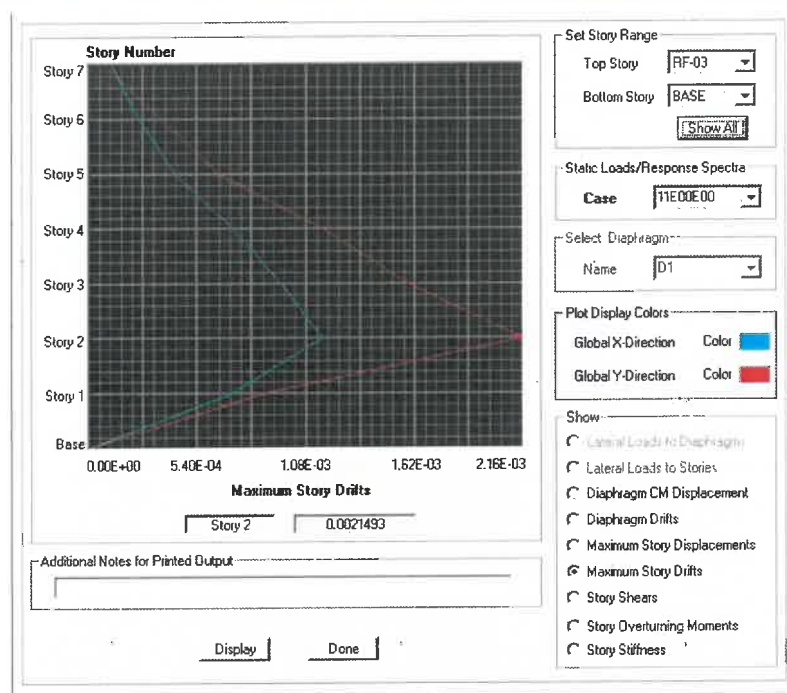 Story Number
Story 7
Story 6
Story 5
Story 4
Story 3
Story 2
Story 1
Base
0.00E+00 5.40E-04 1.08E-03 1.62E-03 2.16E-03
Maximum Story Drifts
Story 2 0.0021493
Additional Notes for Printed Output
Display Done
Set Story Range
Top Story RF-03
Bottom Story BASE
Show All
Static Loads/Response Spectra
Case 11E00E00
Select Diaphragm
Name D1
Plot Display Colors
Global X-Direction Color
Global Y-Direction Color
Show
Lateral Loads to Diaphragms
Lateral Loads to Stories
Diaphragm CM Displacement
Diaphragm Drifts
Maximum Story Displacements
Maximum Story Drifts
Story Shears
Story Overturning Moments
Story Stiffness